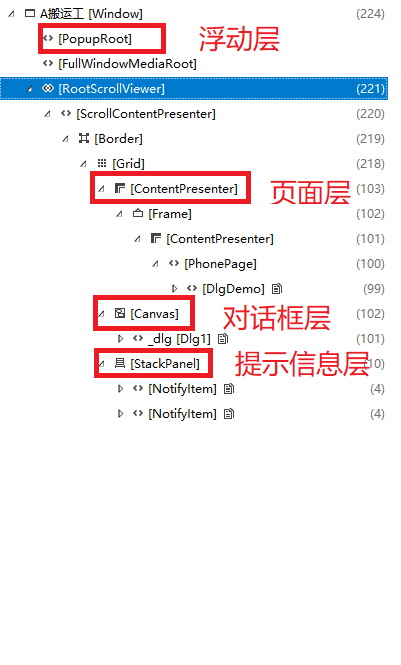 A搬运工 [Window] (224)
[PopupRoot] 浮动层
[FullWindowMediaRoot]
[RootScrollViewer] (221)
[ScrollContentPresenter] (220)
[Border] (219)
[Grid] (218)
[ContentPresenter] 页面层 (103)
[Frame] (102)
[ContentPresenter] (101)
[PhonePage] (100)
[DlgDemo] (99)
[Canvas] 对话框层 (102)
_dlg [Dlg1] (101)
[StackPanel] 提示信息层 (10)
[NotifyItem] (4)
[NotifyItem] (4)